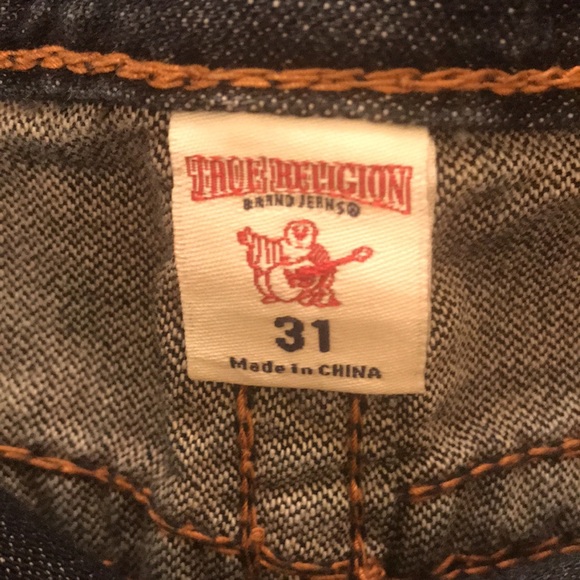 TRUE RELIGION
BRAND JEANS®
31
Made in CHINA